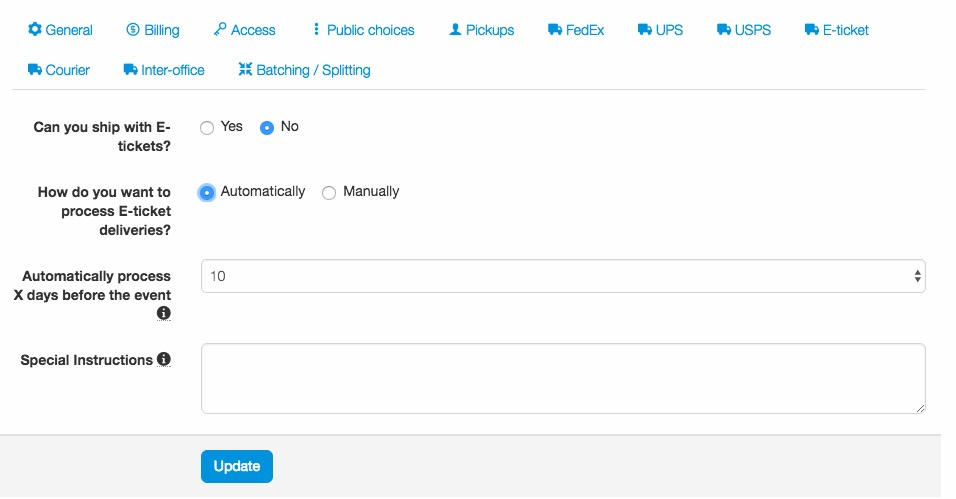 General Billing Access Public choices Pickups FedEx UPS USPS E-ticket
Courier Inter-office Batching / Splitting
Can you ship with E-
tickets?
Yes No
How do you want to
process E-ticket
deliveries?
Automatically Manually
Automatically process
X days before the event
10
Special Instructions
Update